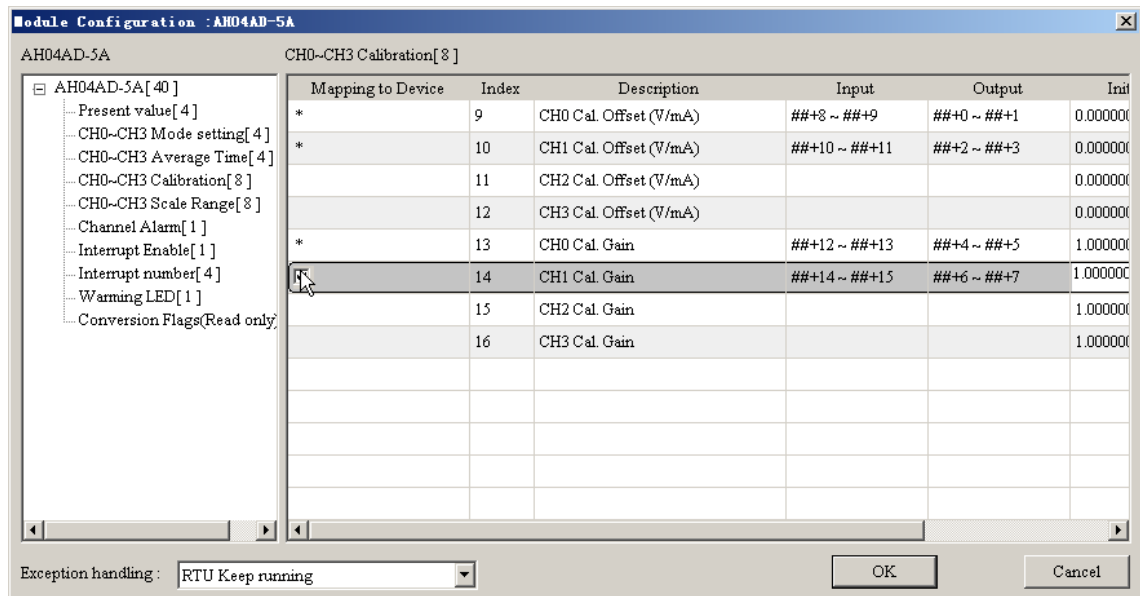 Module Configuration :AH04AD-5A
AH04AD-5A
CH0~CH3 Calibration[ 8 ]
AH04AD-5A[ 40 ]
Present value[ 4 ]
CH0~CH3 Mode setting[ 4 ]
CH0~CH3 Average Time[ 4 ]
CH0~CH3 Calibration[ 8 ]
CH0~CH3 Scale Range[ 8 ]
Channel Alarm[ 1 ]
Interrupt Enable[ 1 ]
Interrupt number[ 4 ]
Warming LED[ 1 ]
Conversion Flags(Read only)
Mapping to Device Index Description Input Output Init
* 9 CH0 Cal. Offset (V/mA) ##+8 ~ ##+9 ##+0 ~ ##+1 0.000000
* 10 CH1 Cal. Offset (V/mA) ##+10 ~ ##+11 ##+2 ~ ##+3 0.000000
11 CH2 Cal. Offset (V/mA) 0.000000
12 CH3 Cal. Offset (V/mA) 0.000000
* 13 CH0 Cal. Gain ##+12 ~ ##+13 ##+4 ~ ##+5 1.000000
14 CH1 Cal. Gain ##+14 ~ ##+15 ##+6 ~ ##+7 1.000000
15 CH2 Cal. Gain 1.000000
16 CH3 Cal. Gain 1.000000
Exception handling : RTU Keep running
OK
Cancel